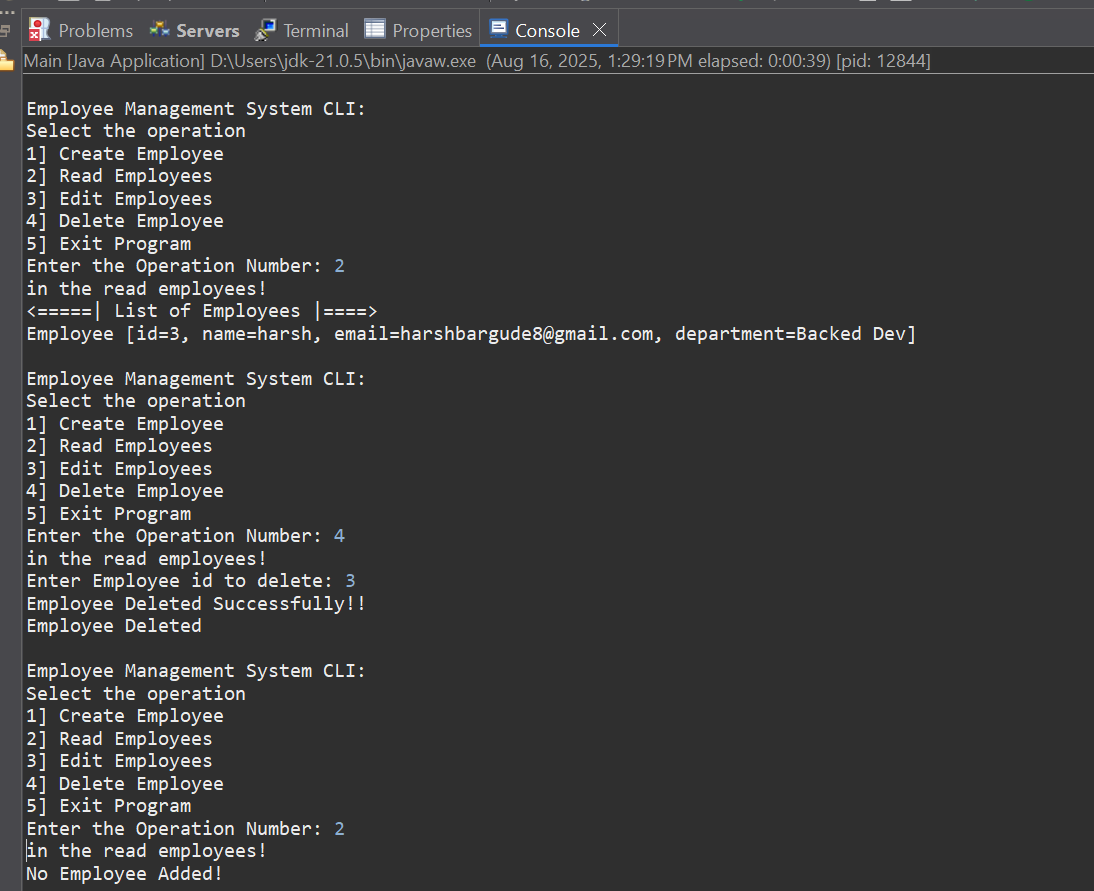 Problems Servers Terminal Properties Console
Main [Java Application] D:\Users\jdk-21.0.5\bin\javaw.exe (Aug 16, 2025, 1:29:19 PM elapsed: 0:00:39) [pid: 12844]
Employee Management System CLI:
Select the operation
1] Create Employee
2] Read Employees
3] Edit Employees
4] Delete Employee
5] Exit Program
Enter the Operation Number: 2
in the read employees!
<=====| List of Employees |====>
Employee [id=3, name=harsh, email=harshbargude8@gmail.com, department=Backed Dev]
Employee Management System CLI:
Select the operation
1] Create Employee
2] Read Employees
3] Edit Employees
4] Delete Employee
5] Exit Program
Enter the Operation Number: 4
in the read employees!
Enter Employee id to delete: 3
Employee Deleted Successfully!!
Employee Deleted
Employee Management System CLI:
Select the operation
1] Create Employee
2] Read Employees
3] Edit Employees
4] Delete Employee
5] Exit Program
Enter the Operation Number: 2
in the read employees!
No Employee Added!